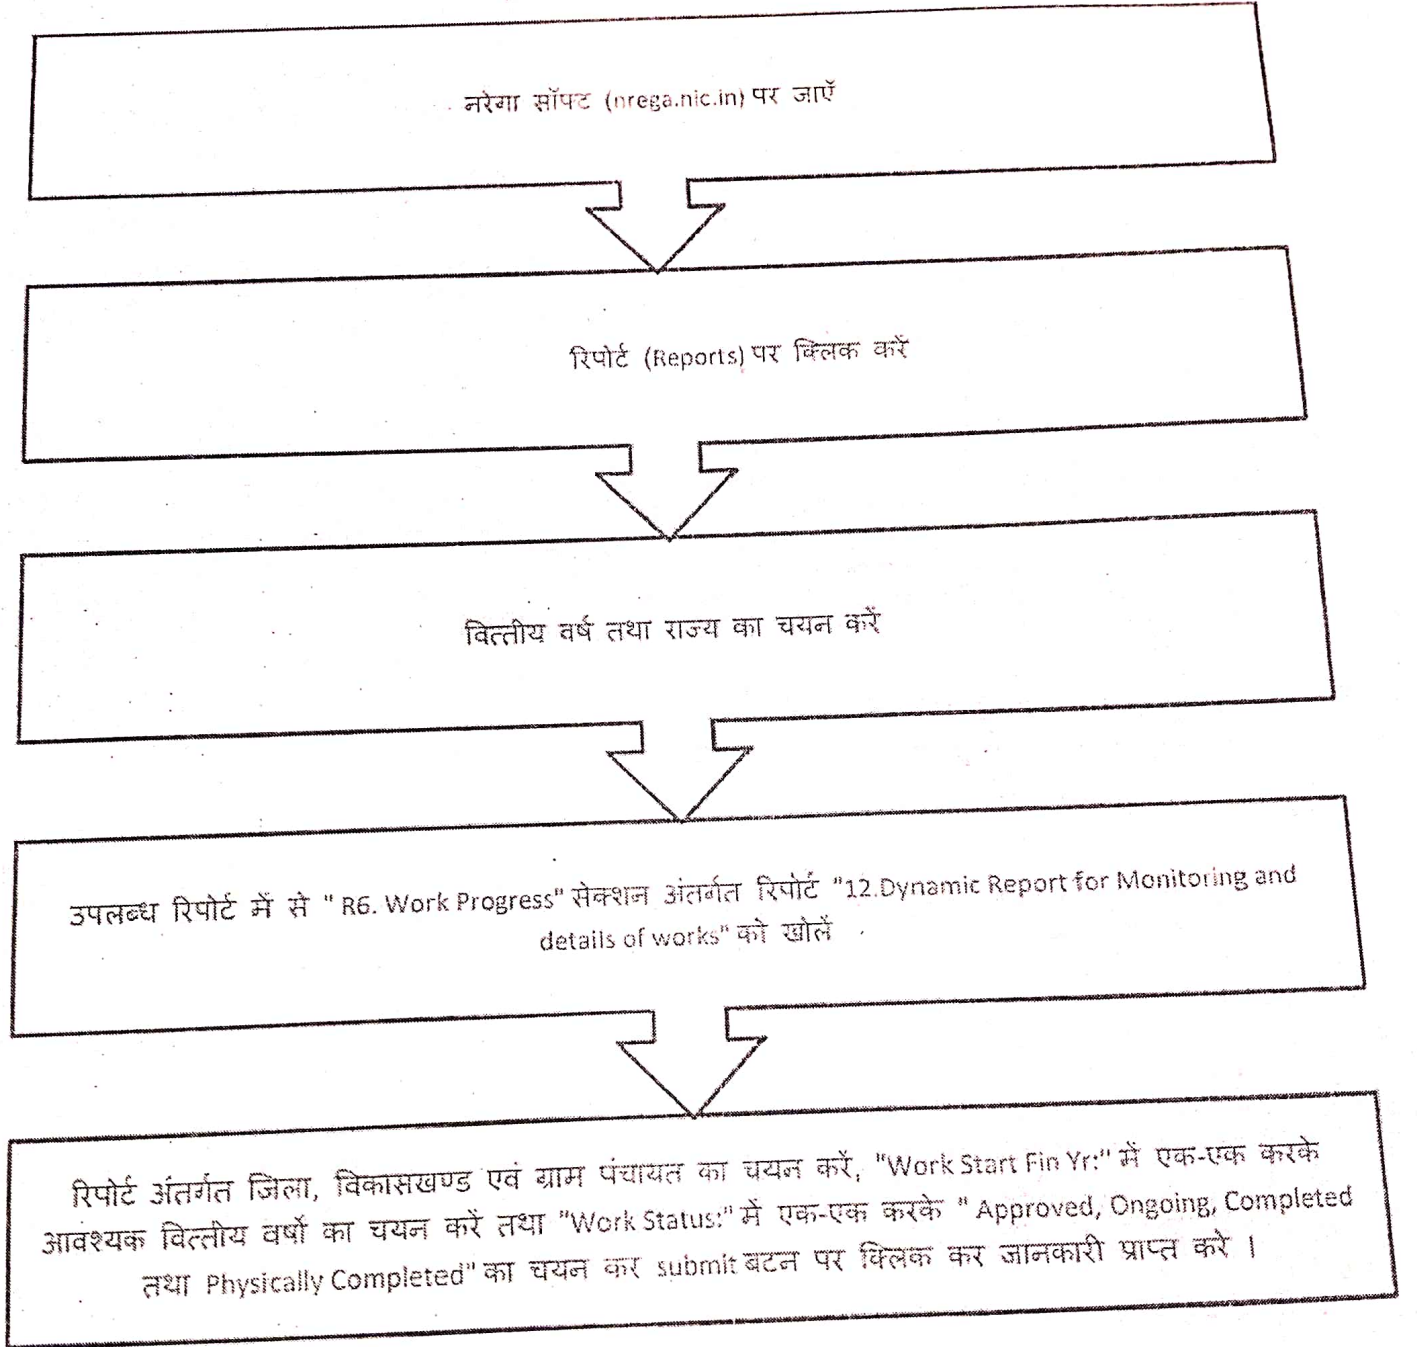 नरेगा सॉफ्ट (nrega.nic.in) पर जाएँ
रिपोर्ट (Reports) पर क्लिक करें
वित्तीय वर्ष तथा राज्य का चयन करें
उपलब्ध रिपोर्ट में से " R6. Work Progress" सेक्शन अंतर्गत रिपोर्ट "12.Dynamic Report for Monitoring and
details of works" को खोलें
रिपोर्ट अंतर्गत जिला, विकासखण्ड एवं ग्राम पंचायत का चयन करें, "Work Start Fin Yr:" में एक-एक करके
आवश्यक वित्तीय वर्षो का चयन करें तथा "Work Status:" में एक-एक करके " Approved, Ongoing, Completed
तथा Physically Completed" का चयन कर submit बटन पर क्लिक कर जानकारी प्राप्त करे ।